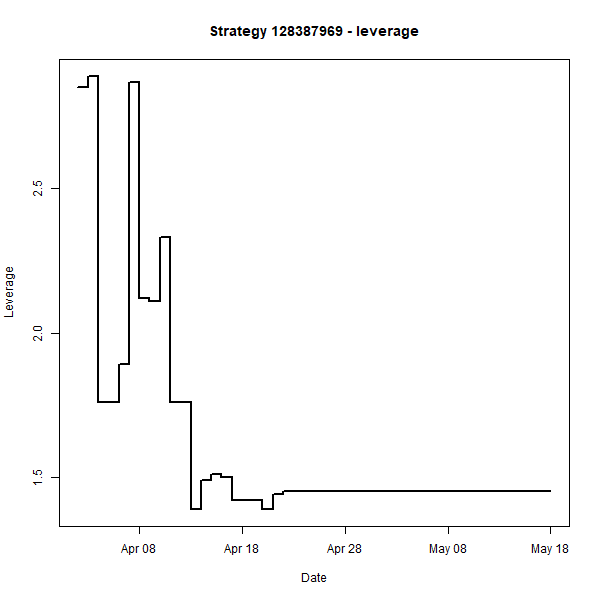 Strategy 128387969 - leverage
Leverage
2.5
2.0
1.5
Apr 08
Apr 18
Apr 28
May 08
May 18
Date